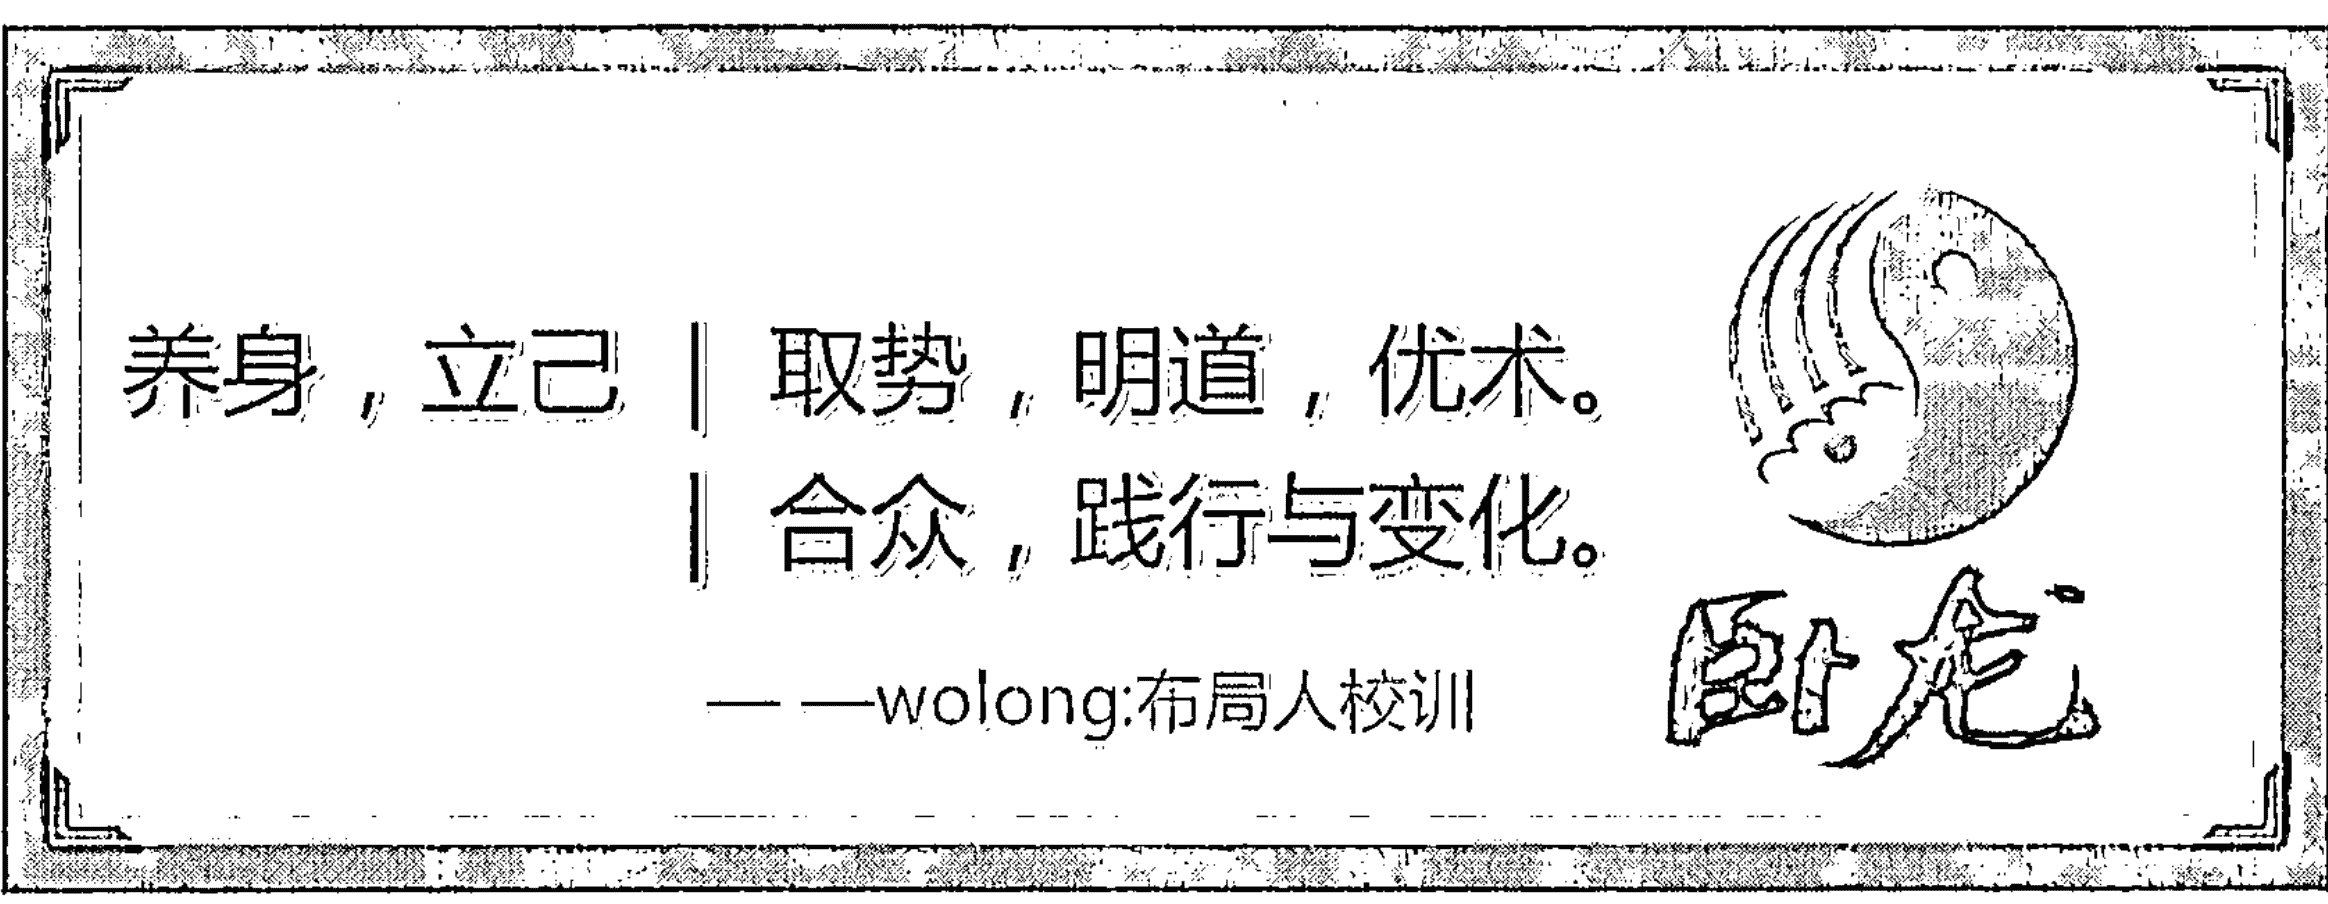 养身，立己 | 取势，明道，优术。
| 合众，践行与变化。
— —wolong:布局人校训
卧龙